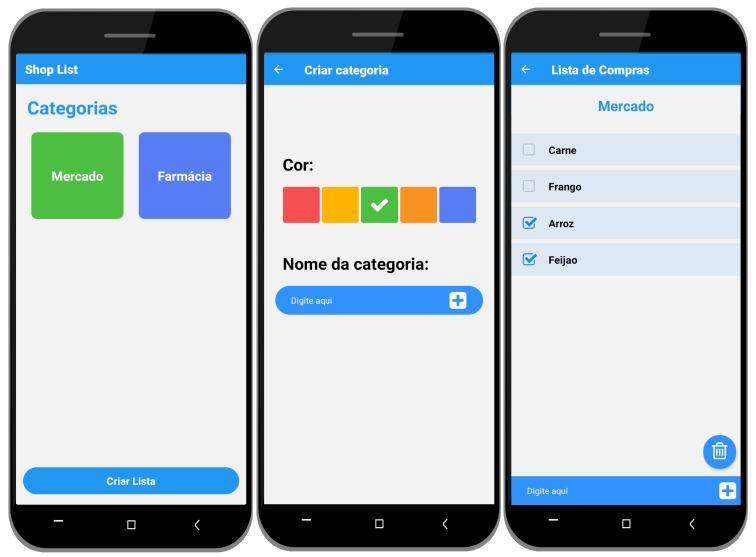 Shop List
Categorias
Mercado
Farmácia
Criar Lista
Criar categoria
Cor:
Nome da categoria:
Digite aqui
Lista de Compras
Mercado
Carne
Frango
Arroz
Feijao
Digite aqui